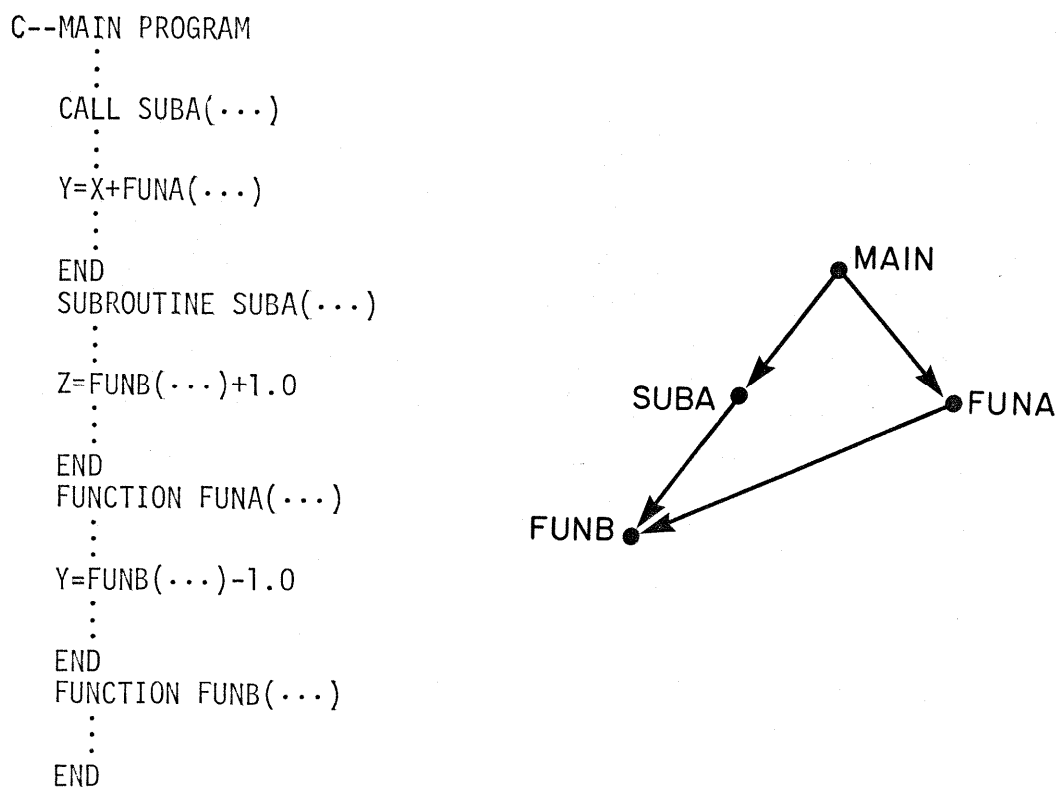 C--MAIN PROGRAM
CALL SUBA(...)
Y=X+FUNA(...)
END
SUBROUTINE SUBA(...)
Z=FUNB(...)+1.0
END
FUNCTION FUNA(...)
Y=FUNB(...)-1.0
END
FUNCTION FUNB(...)
END
MAIN
SUBA
FUNA
FUNB